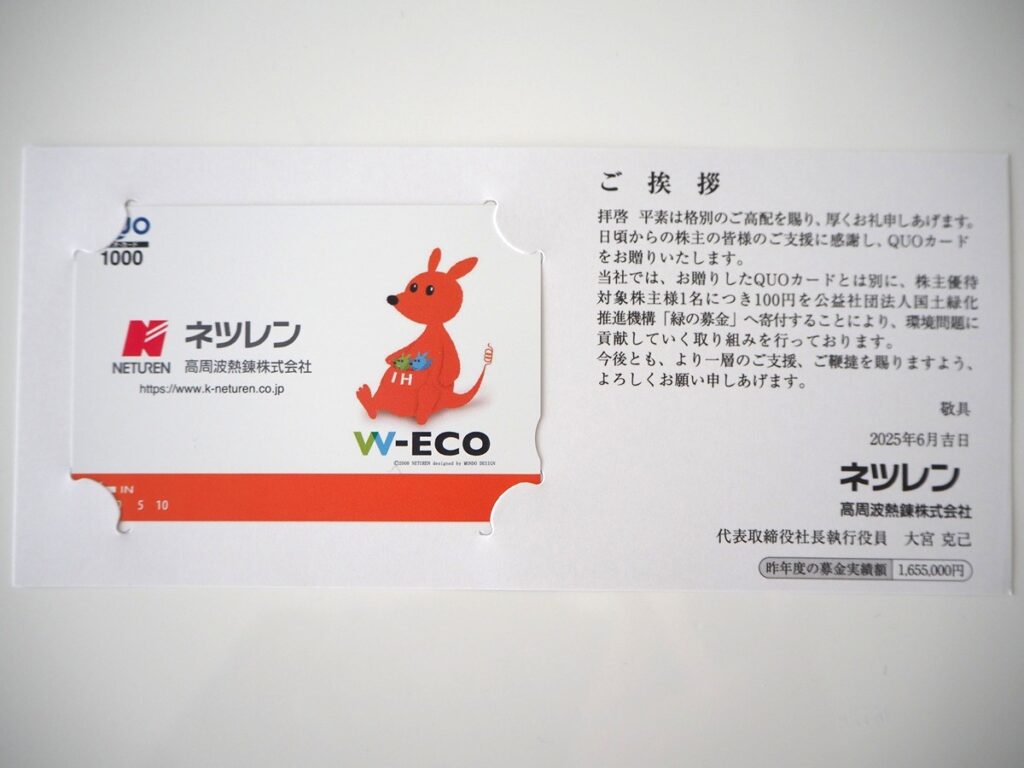 UO
1000
NETUREN
ネツレン
高周波熱錬株式会社
https://www.k-neturen.co.jp
IH
W-ECO
©2000 NETUREN designed by MONDO DESIGN
IN
5 10
ご挨拶
拝啓 平素は格別のご高配を賜り、厚くお礼申しあげます。
日頃からの株主の皆様のご支援に感謝し、QUOカード
をお贈りいたします。
当社では、お贈りしたQUOカードとは別に、株主優待
対象株主様1名につき100円を公益社団法人国土緑化
推進機構「緑の募金」へ寄付することにより、環境問題に
貢献していく取り組みを行っております。
今後とも、より一層のご支援、ご鞭撻を賜りますよう、
よろしくお願い申しあげます。
敬具
2025年6月吉日
ネツレン
高周波熱錬株式会社
代表取締役社長執行役員 大宮 克己
昨年度の募金実績額 1,655,000円